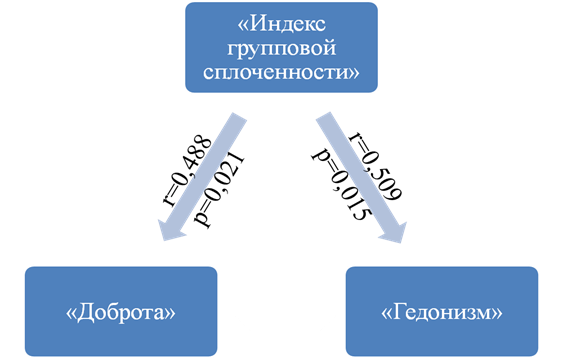 «Индекс
групповой
сплоченности»
r=0,488
p=0,021
r=0,509
p=0,015
«Доброта»
«Гедонизм»